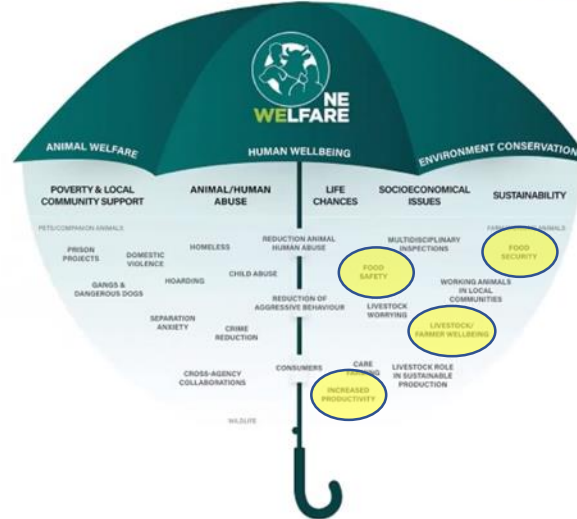 ONE
WELFARE
ANIMAL WELFARE
HUMAN WELLBEING
ENVIRONMENT CONSERVATION
POVERTY & LOCAL
COMMUNITY SUPPORT
ANIMAL/HUMAN
ABUSE
LIFE
CHANCES
SOCIOECONOMICAL
ISSUES
SUSTAINABILITY
PETS/COMPANION ANIMALS
PRISON
PROJECTS
DOMESTIC
VIOLENCE
HOMELESS
REDUCTION ANIMAL
HUMAN ABUSE
MULTIDISCIPLINARY
INSPECTIONS
ANIMALS
FOOD
SECURITY
GANGS &
DANGEROUS DOGS
HOARDING
CHILD ABUSE
FOOD
SAFETY
WORKING ANIMALS
IN LOCAL
COMMUNITIES
SEPARATION
ANXIETY
CRIME
REDUCTION
REDUCTION OF
AGGRESSIVE BEHAVIOUR
LIVESTOCK
WORRYING
LIVESTOCK/
FARMER WELLBEING
CROSS-AGENCY
COLLABORATIONS
CONSUMERS
CARE
LIVESTOCK ROLE
IN SUSTAINABLE
PRODUCTION
INCREASED
PRODUCTIVITY
WILDLIFE